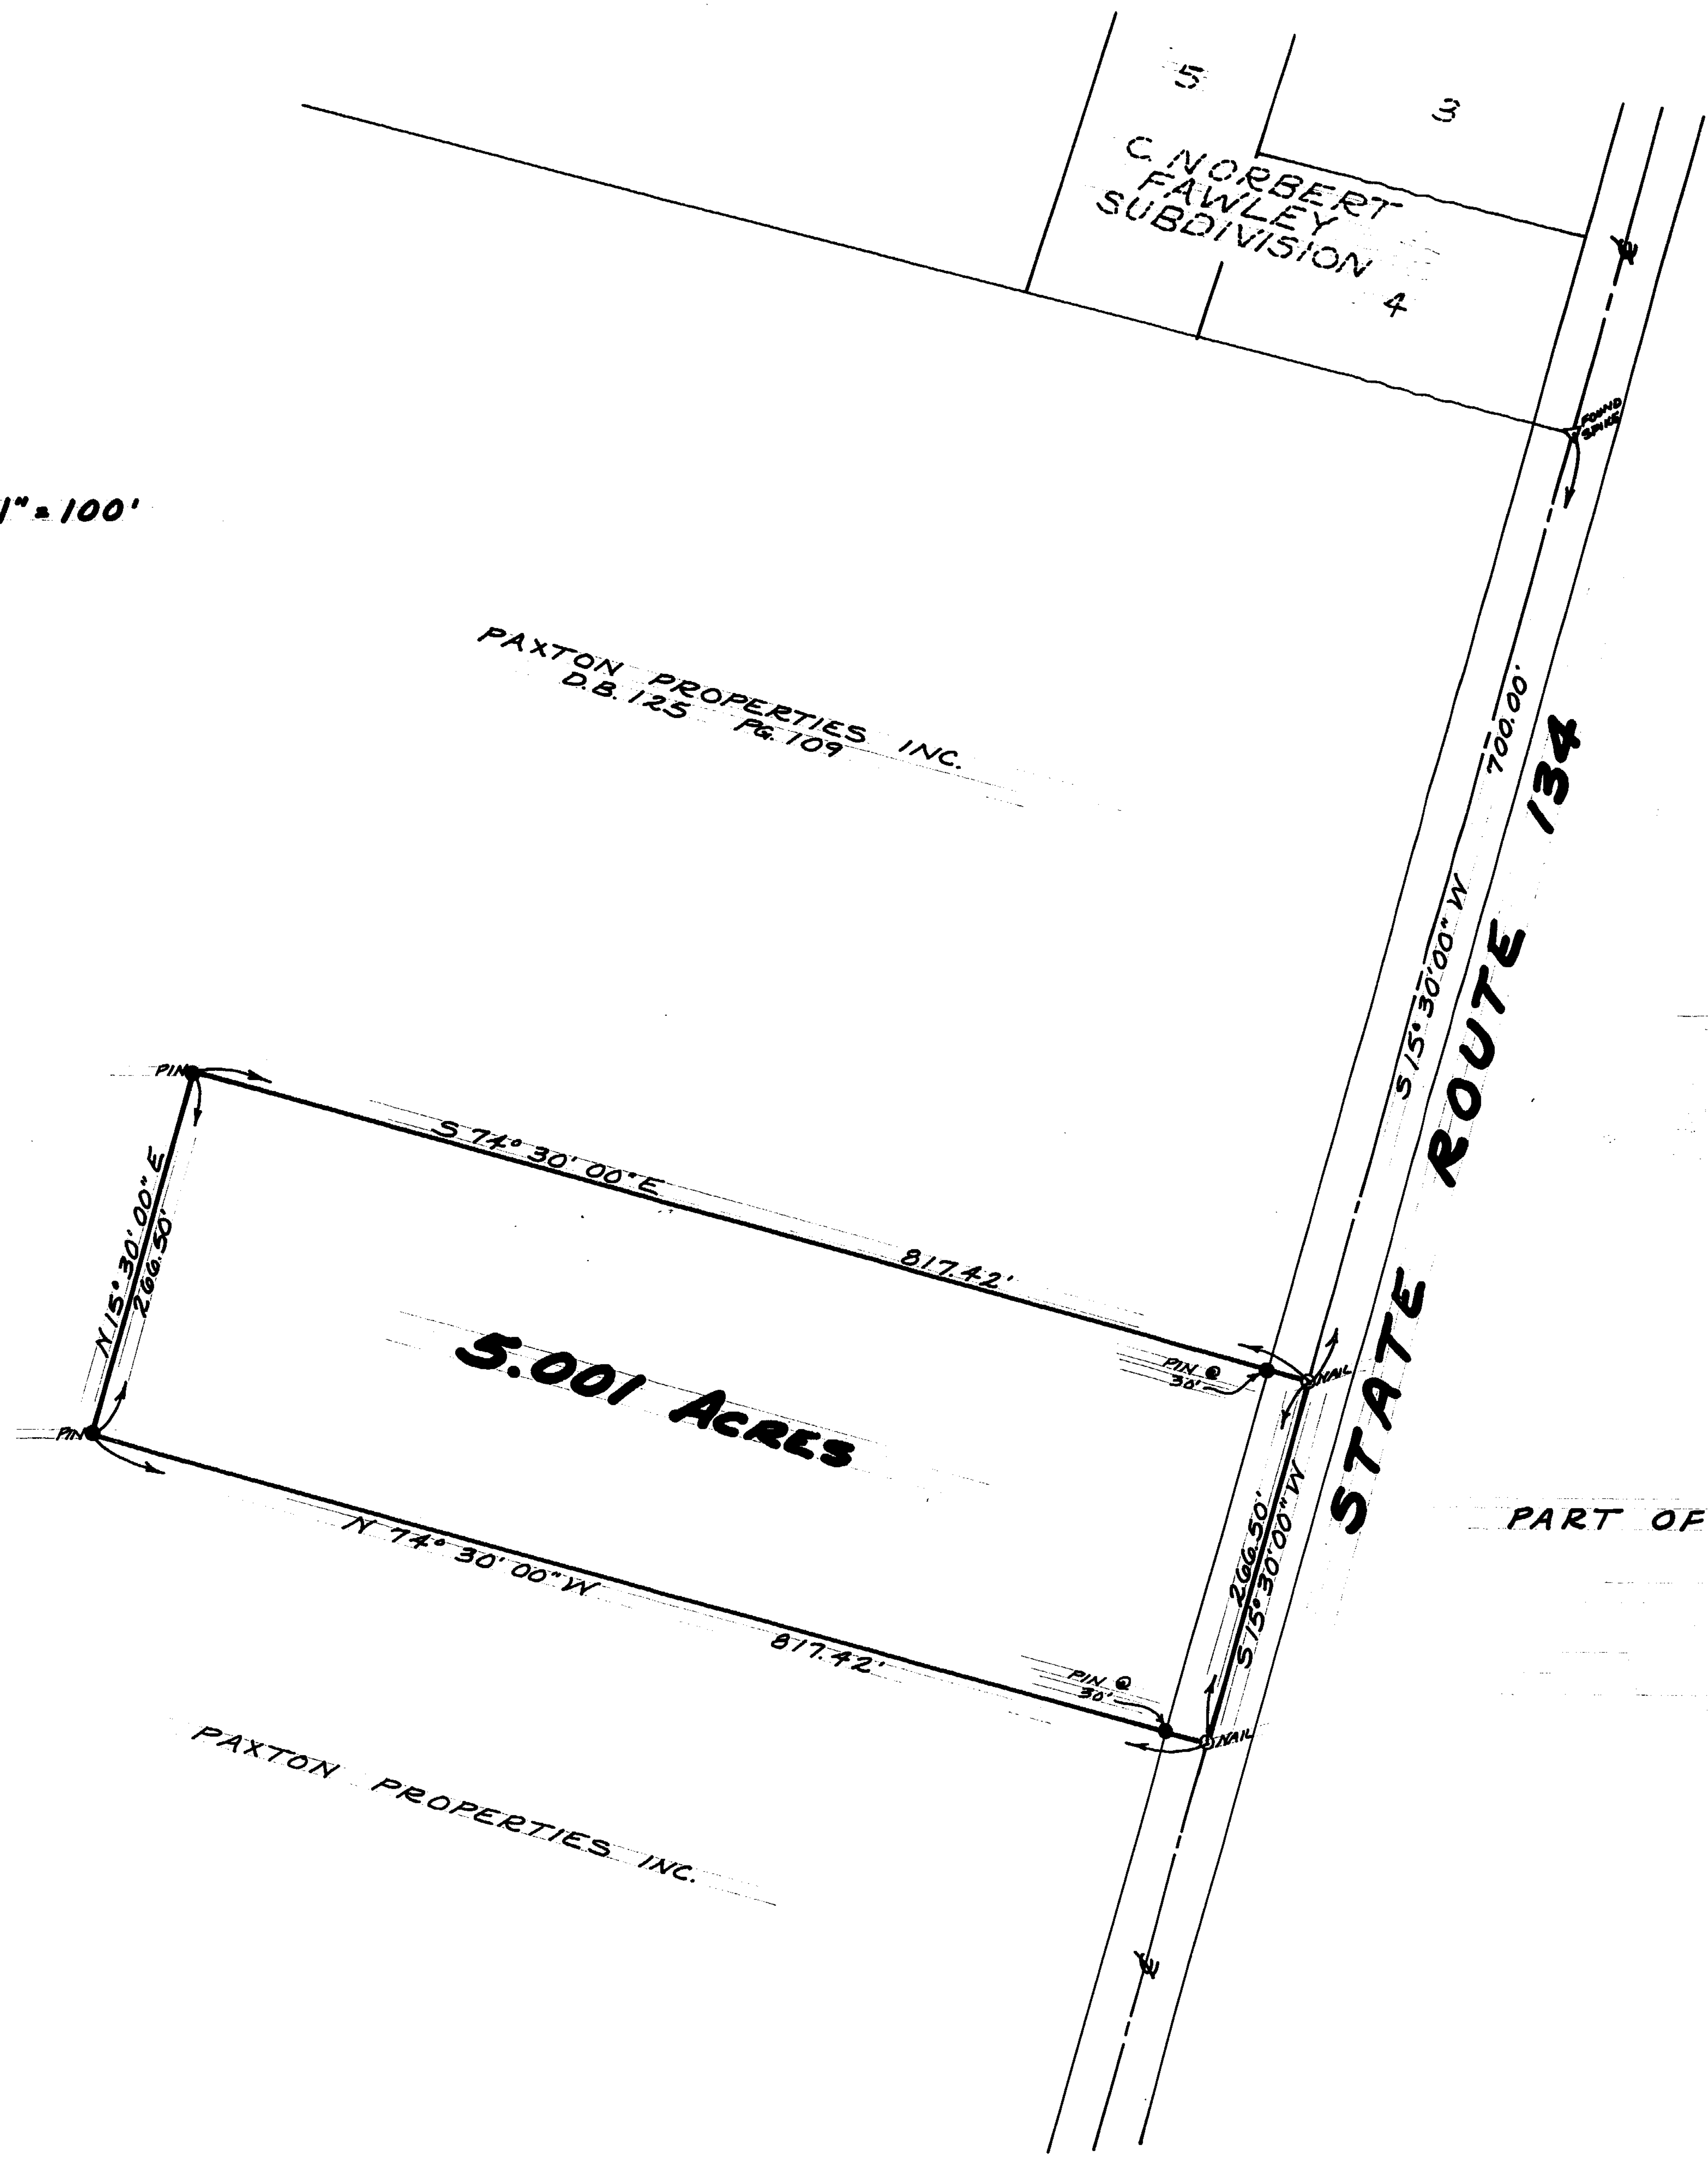 5
3
C. NORBERT
FAWLEY
SUBDIVISION
4
FOUND
SPIKE
1" = 100'
PAXTON PROPERTIES INC.
D.B. 125 PG. 109
700.00'
S 15° 30' 00" W
STATE ROUTE 134
PIN
S 74° 30' 00" E
817.42'
N 15° 30' 00" E
266.50'
PIN @
30'
NAIL
5.001 ACRES
PIN
266.50'
S 15° 30' 00" W
PART OF
N 74° 30' 00" W
817.42'
PIN @
30'
NAIL
PAXTON PROPERTIES INC.